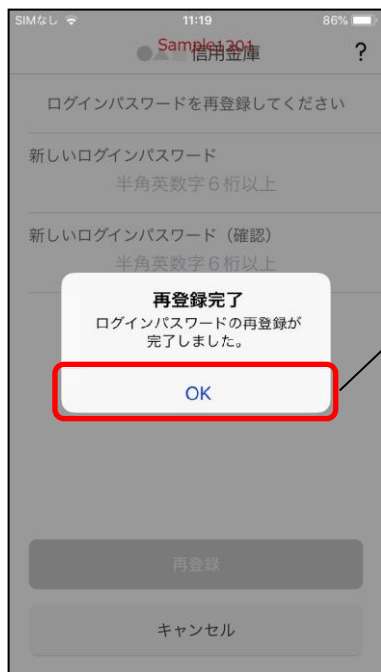 SIMなし 11:19 86%
Sample1201
●▲■信用金庫 ?
ログインパスワードを再登録してください
新しいログインパスワード
半角英数字６桁以上
新しいログインパスワード（確認）
半角英数字６桁以上
再登録完了
ログインパスワードの再登録が
完了しました。
OK
再登録
キャンセル